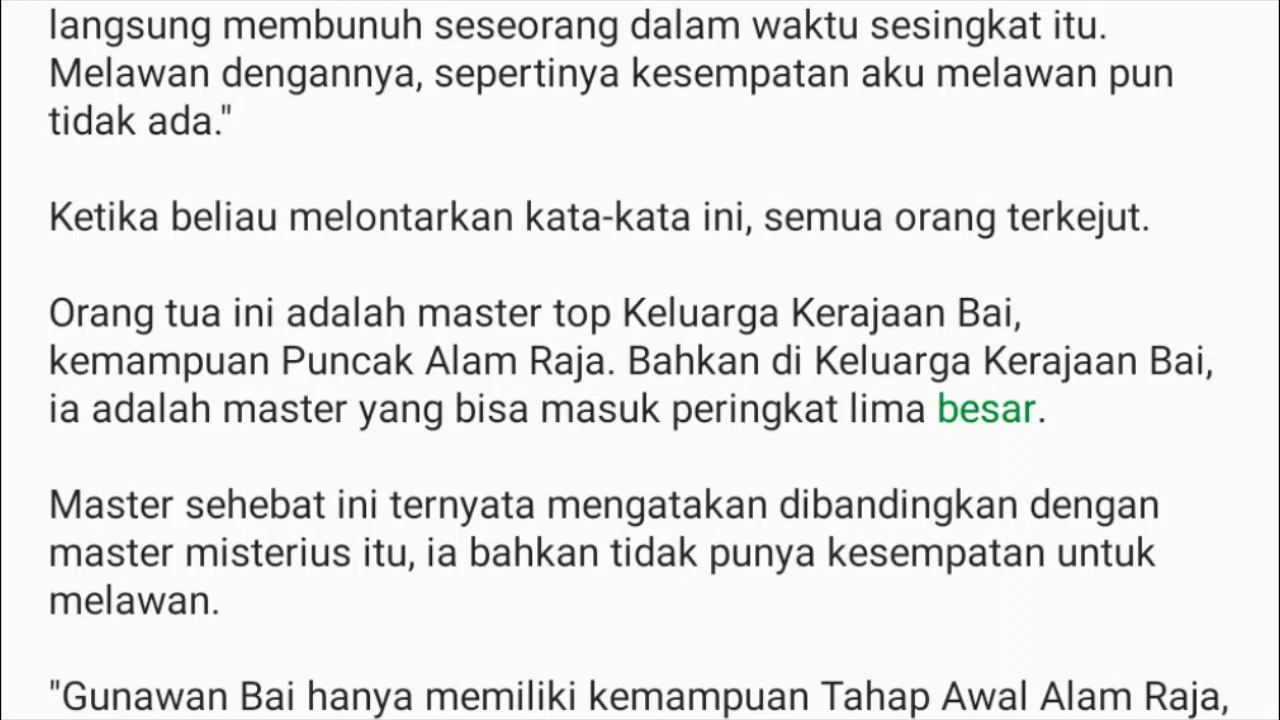 langsung membunuh seseorang dalam waktu sesingkat itu.
Melawan dengannya, sepertinya kesempatan aku melawan pun
tidak ada."
Ketika beliau melontarkan kata-kata ini, semua orang terkejut.
Orang tua ini adalah master top Keluarga Kerajaan Bai,
kemampuan Puncak Alam Raja. Bahkan di Keluarga Kerajaan Bai,
ia adalah master yang bisa masuk peringkat lima besar.
Master sehebat ini ternyata mengatakan dibandingkan dengan
master misterius itu, ia bahkan tidak punya kesempatan untuk
melawan.
"Gunawan Bai hanya memiliki kemampuan Tahap Awal Alam Raja,